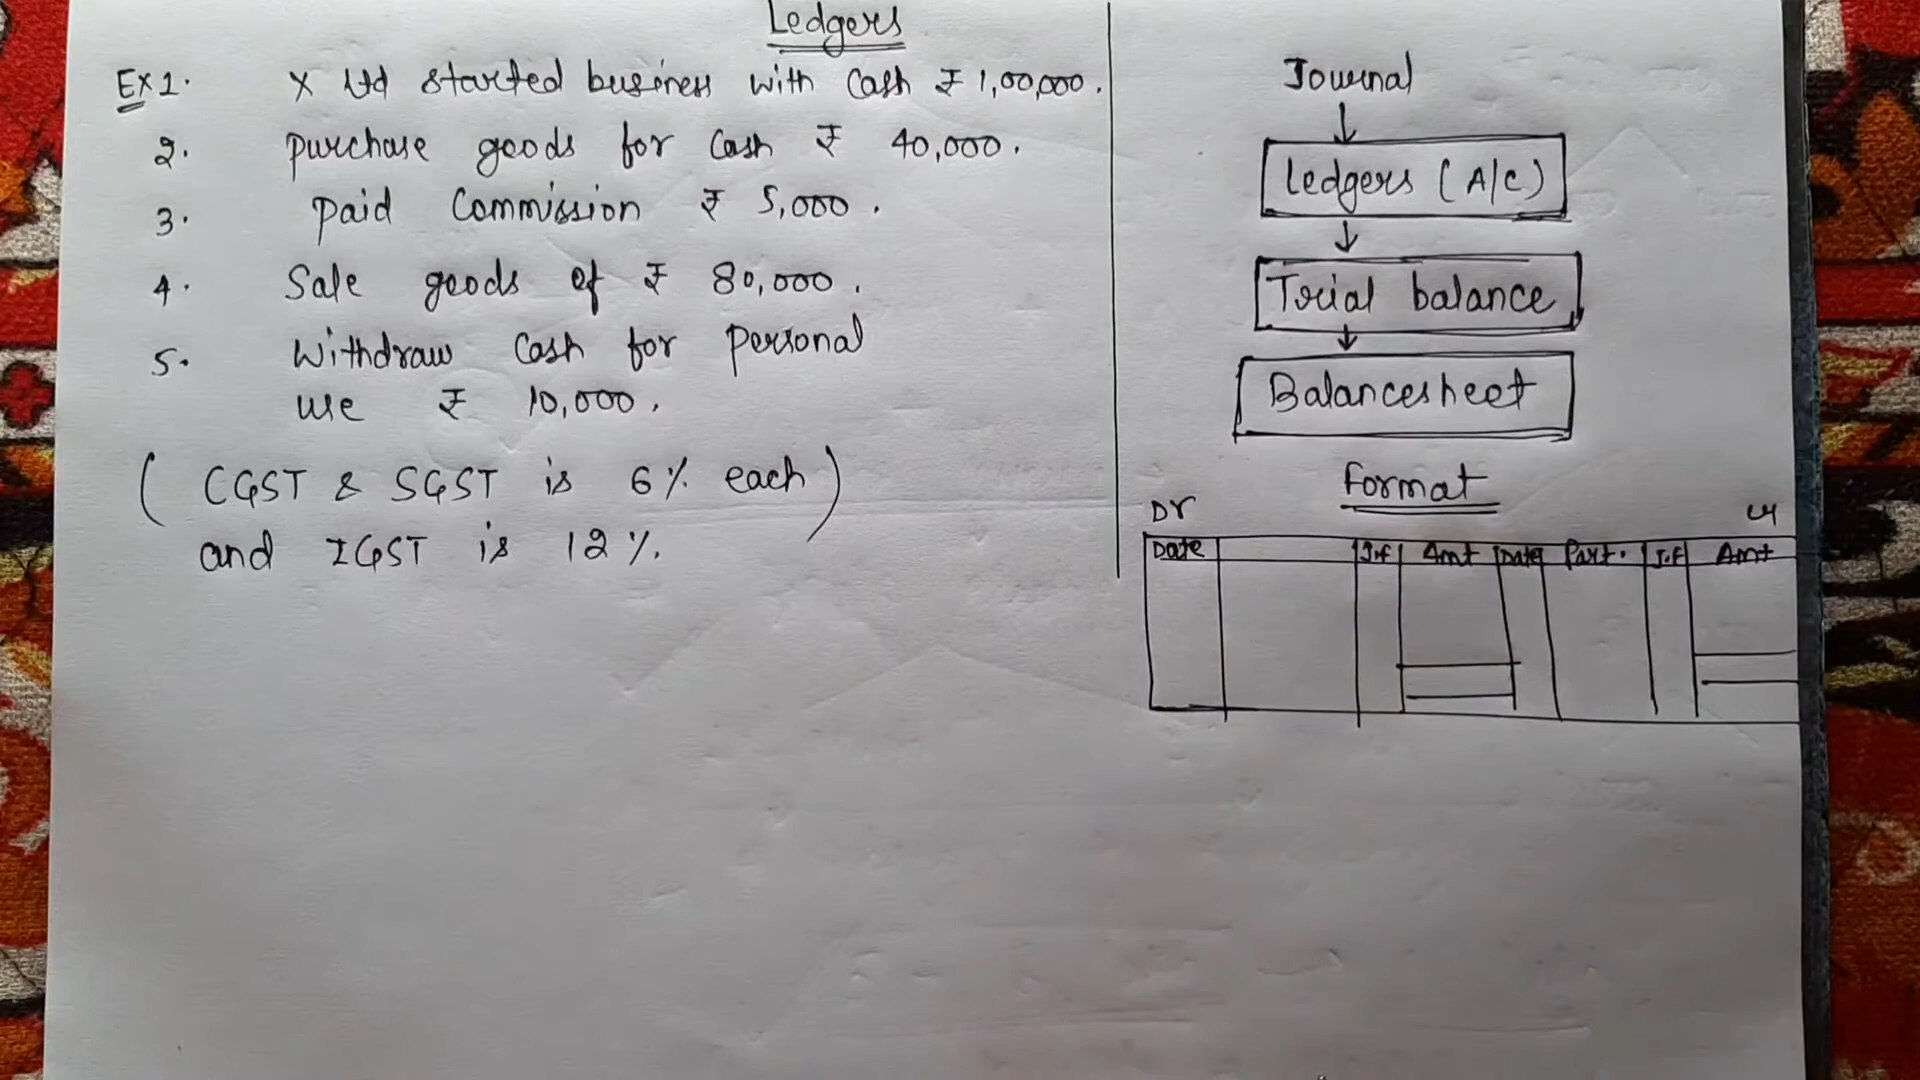 Ledgers
Ex1. X Ltd started business with Cash ₹ 1,00,000.
2. purchase goods for Cash ₹ 40,000.
3. paid Commission ₹ 5,000.
4. Sale goods of ₹ 80,000.
5. Withdraw Cash for personal
use ₹ 10,000.
( CGST & SGST is 6% each )
and IGST is 12%.
Journal
Ledgers (A/C)
Trial balance
Balancesheet
Format
Dr Cr
Date J.f Amt Date Part. J.f Amt